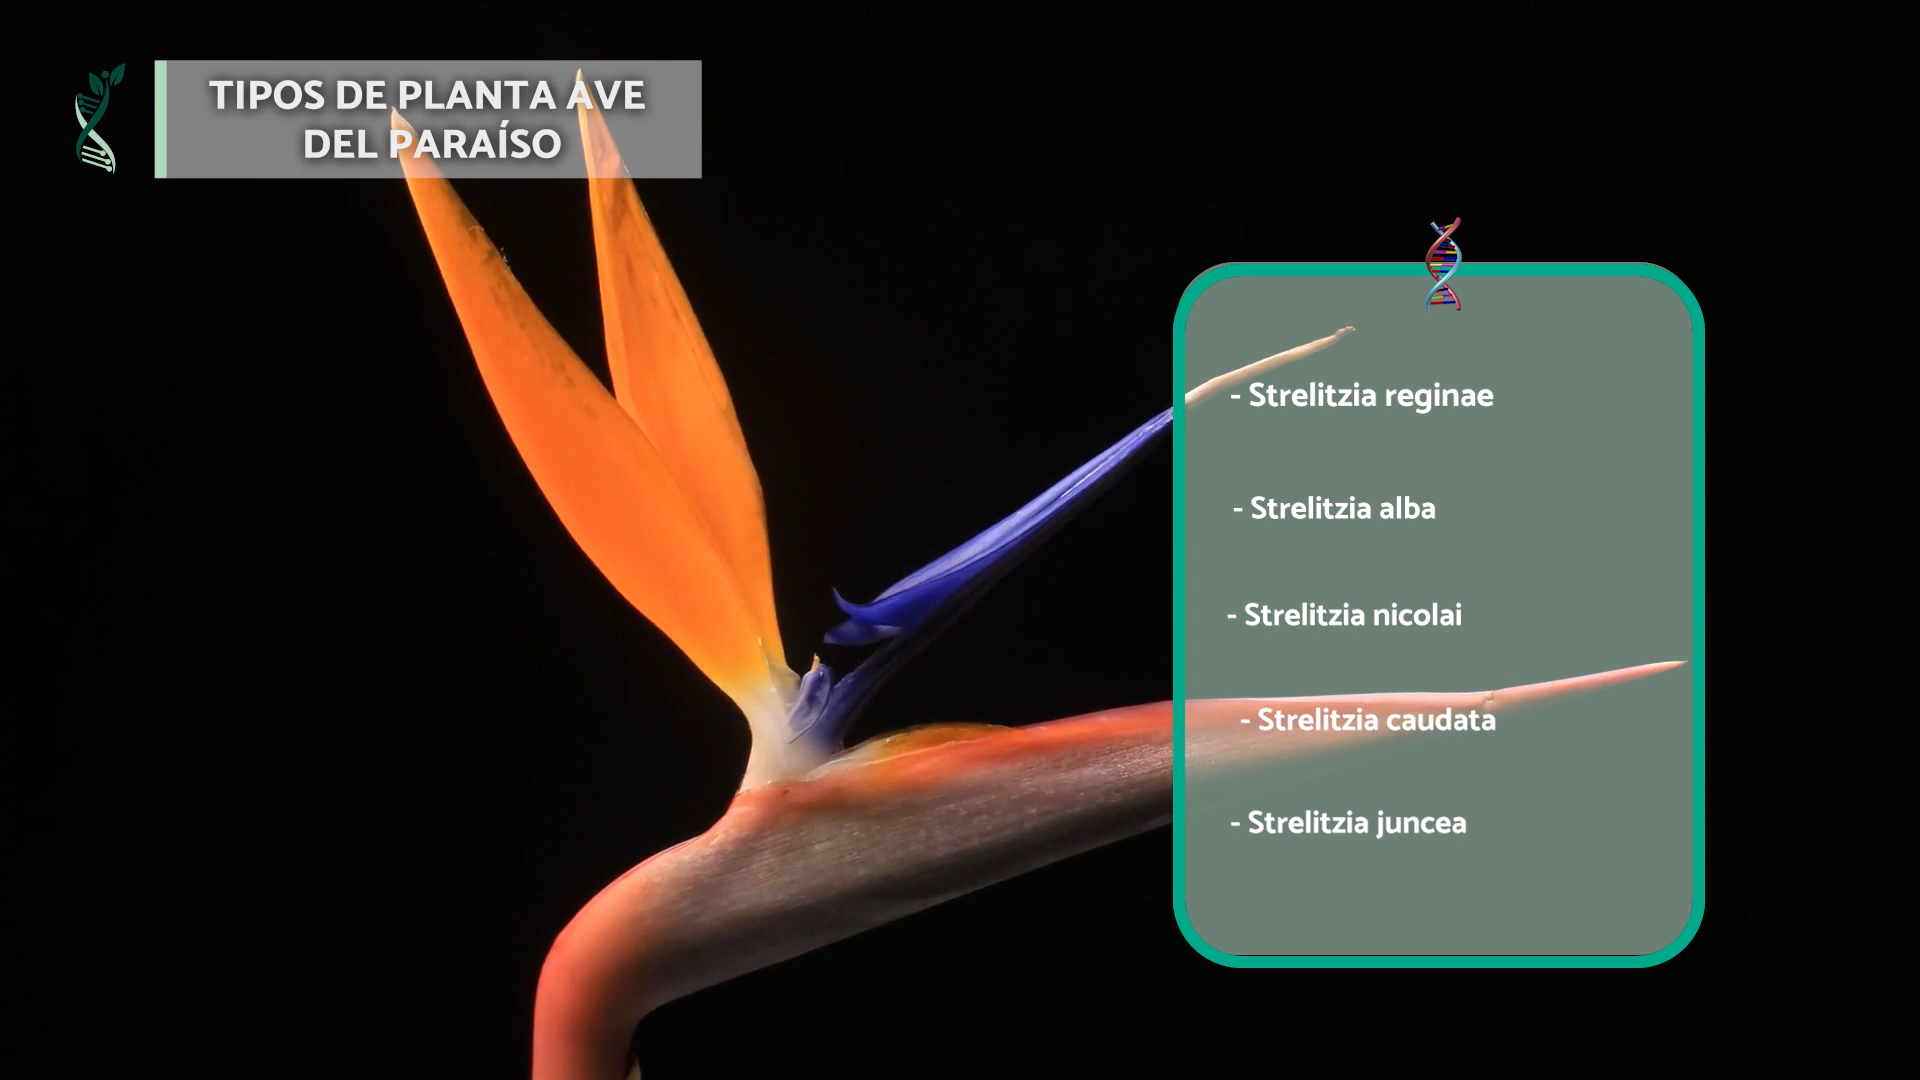 TIPOS DE PLANTA AVE
DEL PARAÍSO
- Strelitzia reginae
- Strelitzia alba
- Strelitzia nicolai
- Strelitzia caudata
- Strelitzia juncea